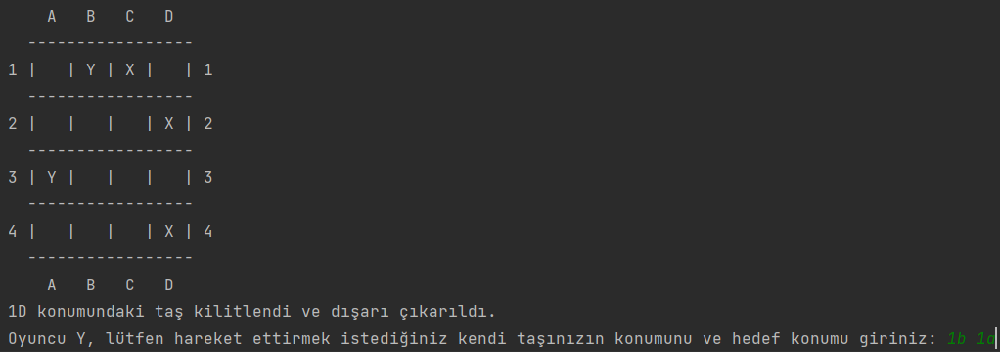 A   B   C   D
-----------------
1 |   | Y | X |   | 1
-----------------
2 |   |   |   | X | 2
-----------------
3 | Y |   |   |   | 3
-----------------
4 |   |   |   | X | 4
-----------------
A   B   C   D
1D konumundaki taş kilitlendi ve dışarı çıkarıldı.
Oyuncu Y, lütfen hareket ettirmek istediğiniz kendi taşınızın konumunu ve hedef konumu giriniz: 1b 1a